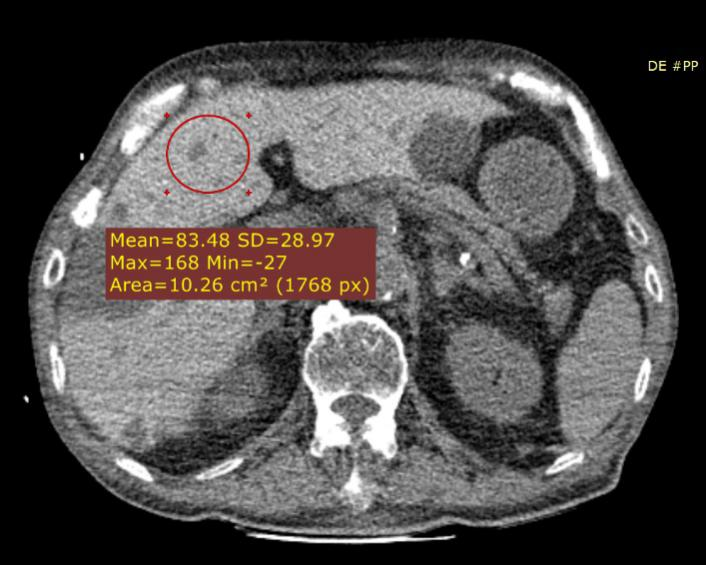 DE #PP
Mean=83.48 SD=28.97
Max=168 Min=-27
Area=10.26 cm² (1768 px)